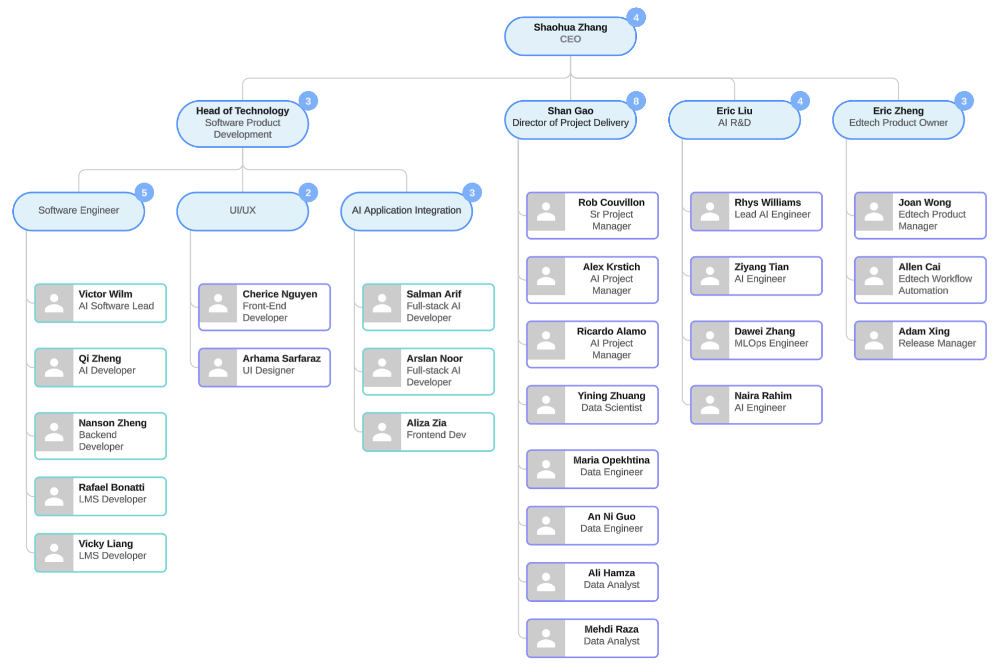 4
Shaohua Zhang
CEO
3
Head of Technology
Software Product
Development
8
Shan Gao
Director of Project Delivery
4
Eric Liu
AI R&D
3
Eric Zheng
Edtech Product Owner
5
Software Engineer
2
UI/UX
3
AI Application Integration
Victor Wilm
AI Software Lead
Qi Zheng
AI Developer
Nanson Zheng
Backend
Developer
Rafael Bonatti
LMS Developer
Vicky Liang
LMS Developer
Cherice Nguyen
Front-End
Developer
Arhama Sarfaraz
UI Designer
Salman Arif
Full-stack AI
Developer
Arslan Noor
Full-stack AI
Developer
Aliza Zia
Frontend Dev
Rob Couvillon
Sr Project
Manager
Alex Krstich
AI Project
Manager
Ricardo Alamo
AI Project
Manager
Yining Zhuang
Data Scientist
Maria Opekhtina
Data Engineer
An Ni Guo
Data Engineer
Ali Hamza
Data Analyst
Mehdi Raza
Data Analyst
Rhys Williams
Lead AI Engineer
Ziyang Tian
AI Engineer
Dawei Zhang
MLOps Engineer
Naira Rahim
AI Engineer
Joan Wong
Edtech Product
Manager
Allen Cai
Edtech Workflow
Automation
Adam Xing
Release Manager